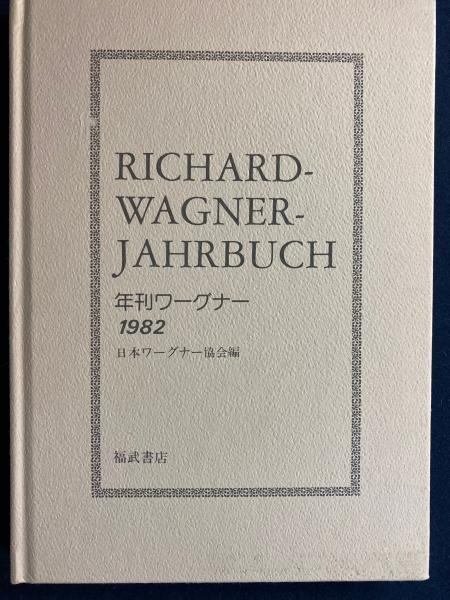 RICHARD-
WAGNER-
JAHRBUCH
年刊ワーグナー
1982
日本ワーグナー協会編
福武書店